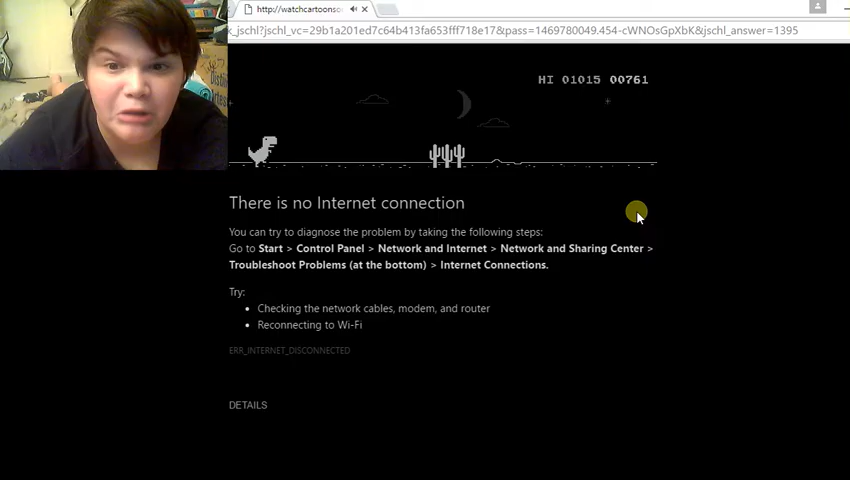 http://watchcartoonso
k_jschl?jschl_vc=29b1a201ed7c64b413fa653fff718e17&pass=1469780049.454-cWNOsGpXbK&jschl_answer=1395
HI 01015 00761
There is no Internet connection
You can try to diagnose the problem by taking the following steps:
Go to Start > Control Panel > Network and Internet > Network and Sharing Center >
Troubleshoot Problems (at the bottom) > Internet Connections.
Try:
• Checking the network cables, modem, and router
• Reconnecting to Wi-Fi
ERR_INTERNET_DISCONNECTED
DETAILS